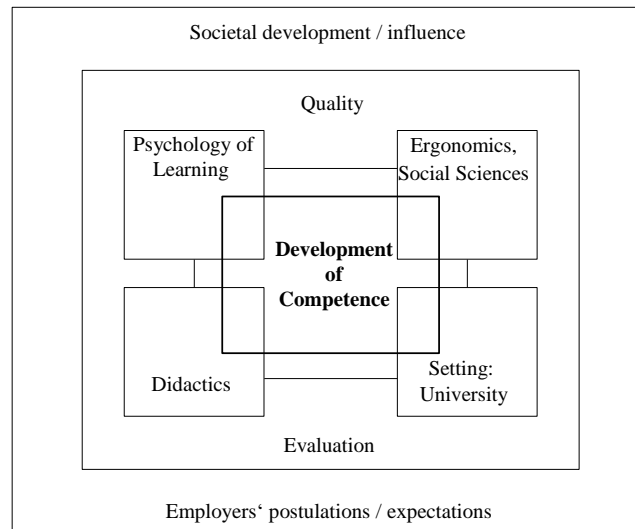 Societal development / influence
Quality
Psychology of
Learning
Ergonomics,
Social Sciences
Development
of
Competence
Didactics
Setting:
University
Evaluation
Employers‘ postulations / expectations